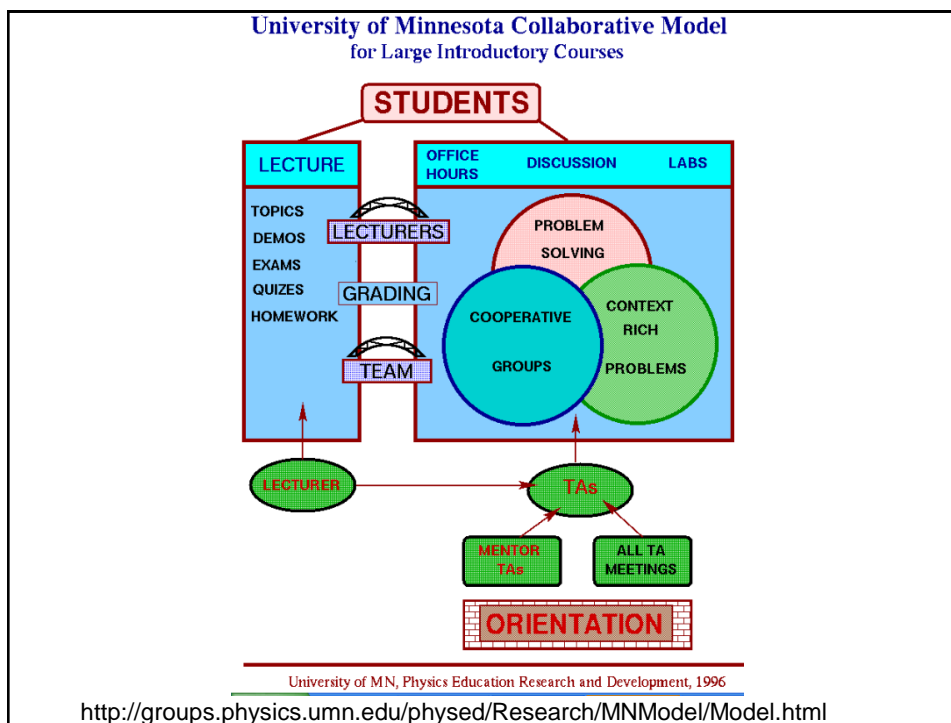 University of Minnesota Collaborative Model
for Large Introductory Courses
STUDENTS
LECTURE
TOPICS
DEMOS
EXAMS
QUIZES
HOMEWORK
LECTURERS
GRADING
TEAM
OFFICE
HOURS
DISCUSSION
LABS
PROBLEM
SOLVING
COOPERATIVE
GROUPS
CONTEXT
RICH
PROBLEMS
LECTURER
TAs
MENTOR
TAs
ALL TA
MEETINGS
ORIENTATION
University of MN, Physics Education Research and Development, 1996
http://groups.physics.umn.edu/physed/Research/MNModel/Model.html